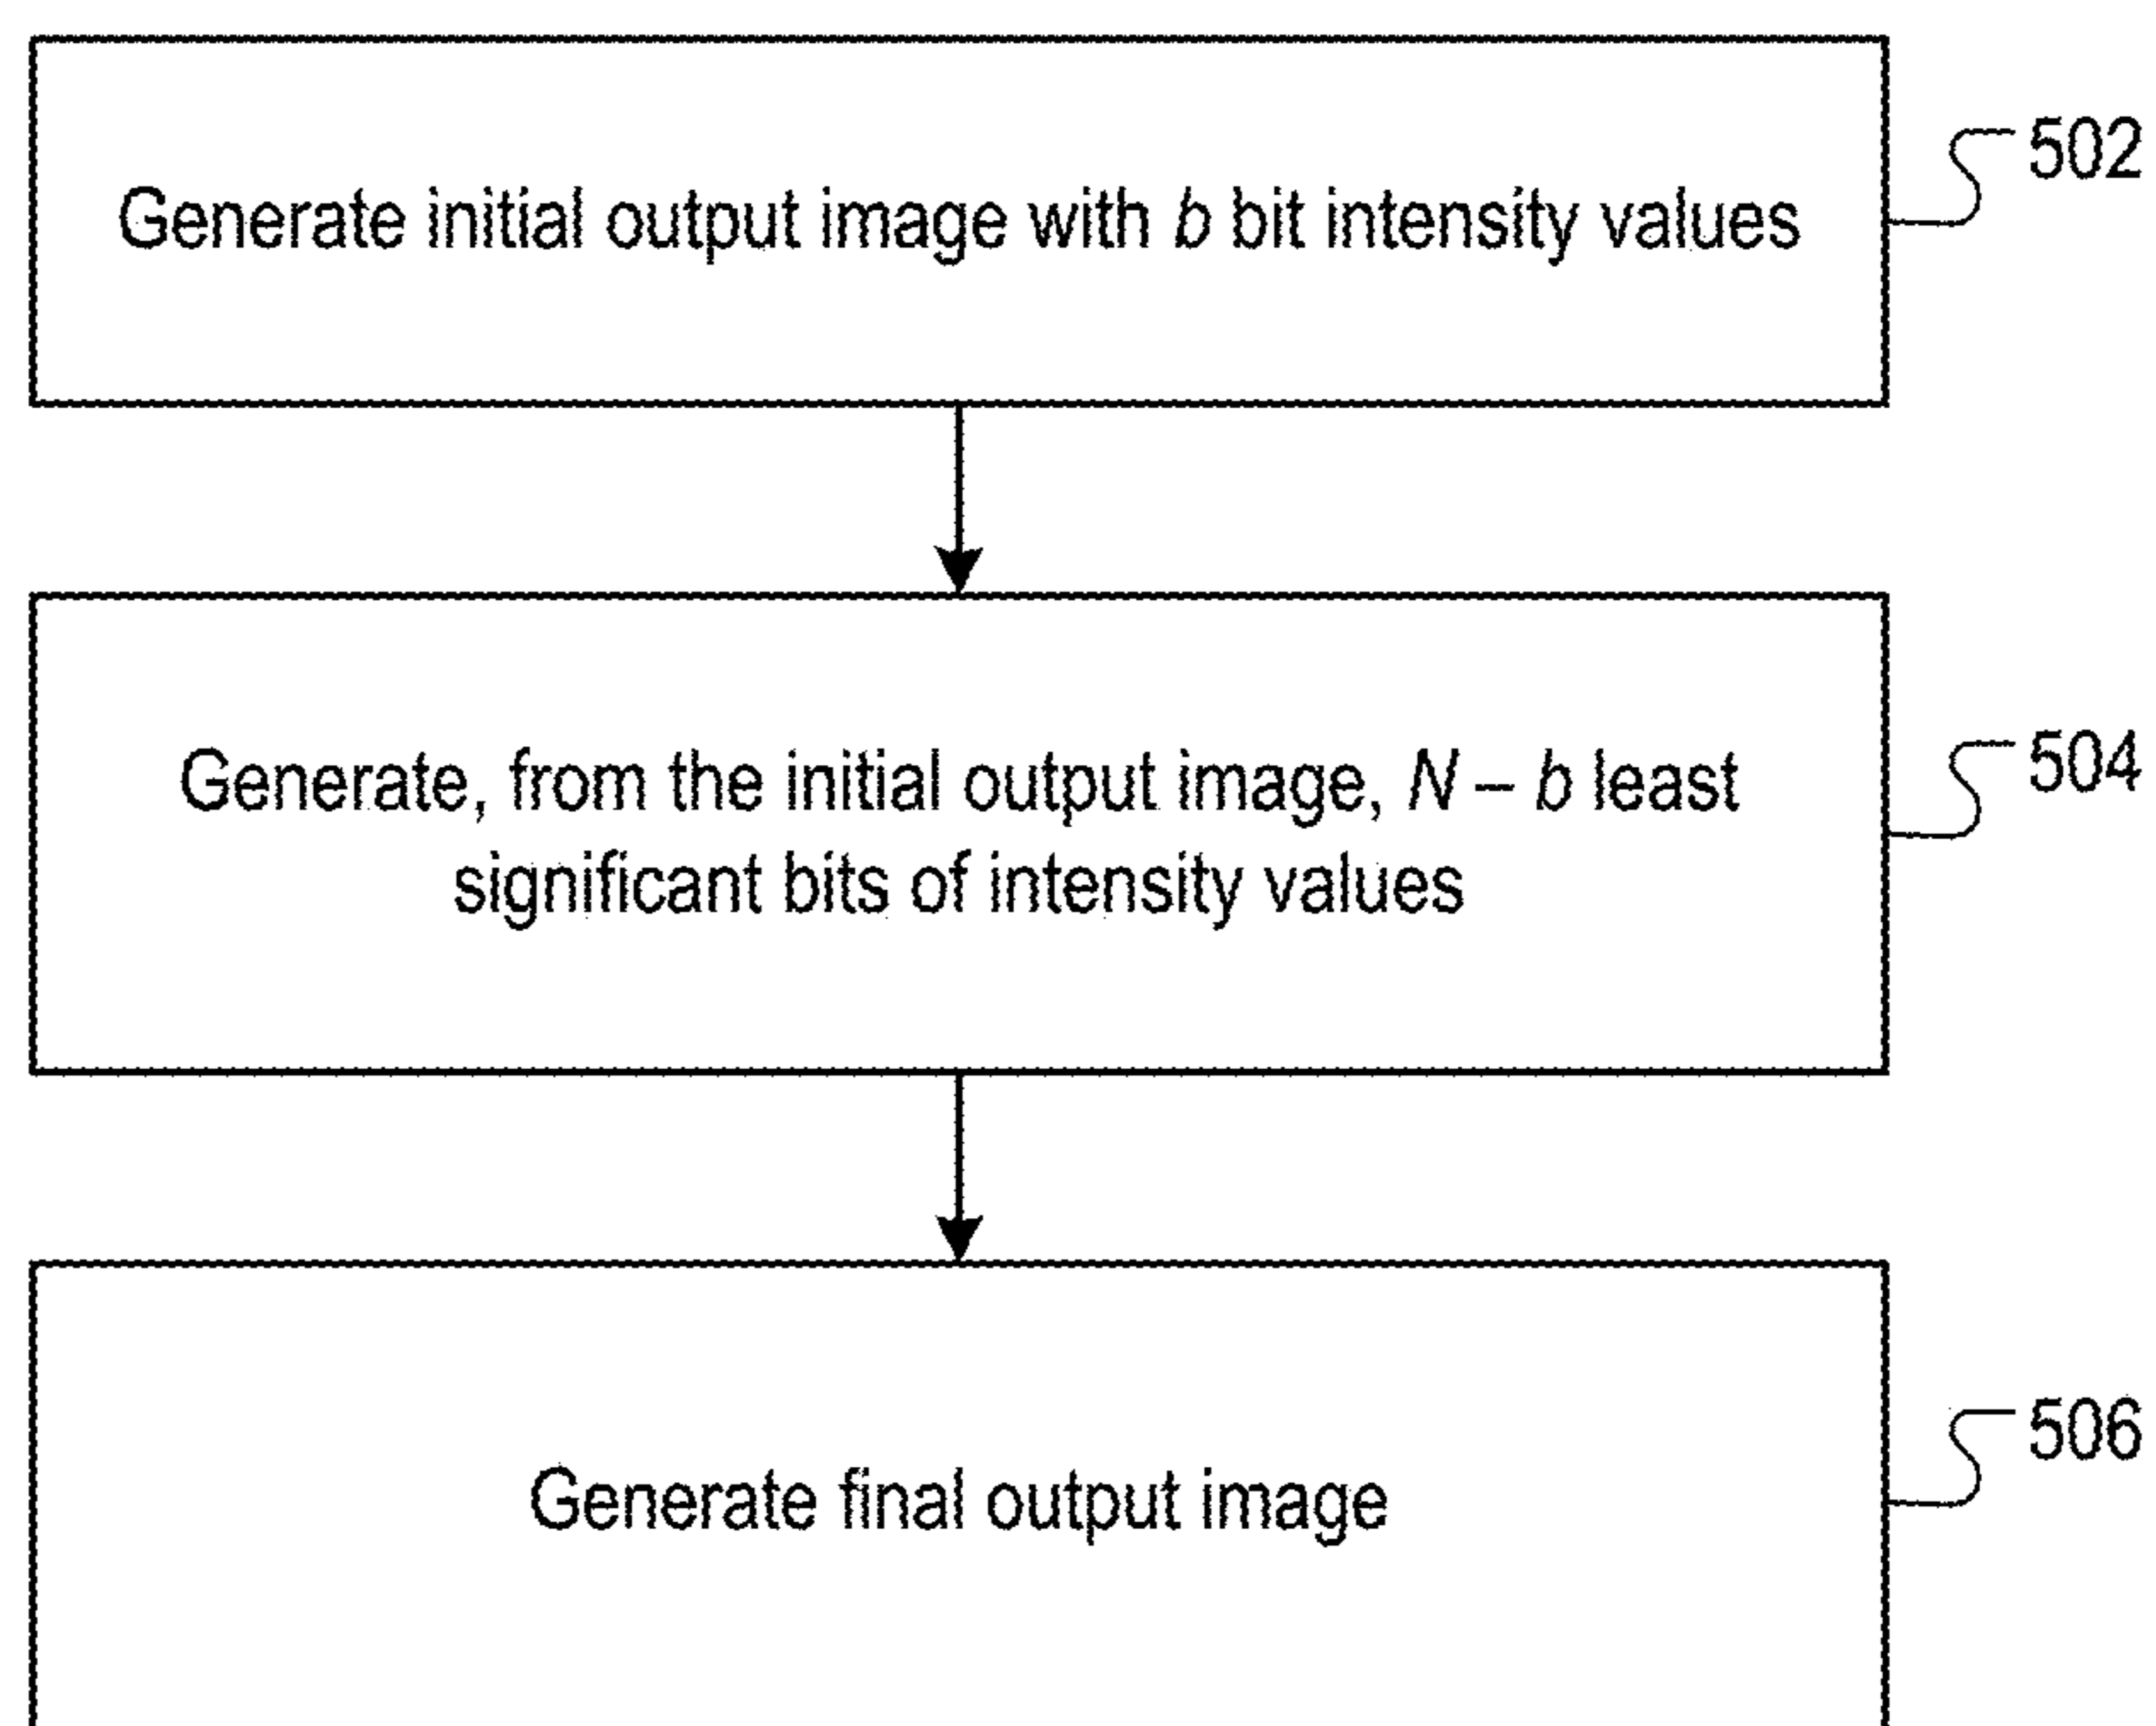 Generate initial output image with b bit intensity values
502
Generate, from the initial output image, N – b least
significant bits of intensity values
504
Generate final output image
506